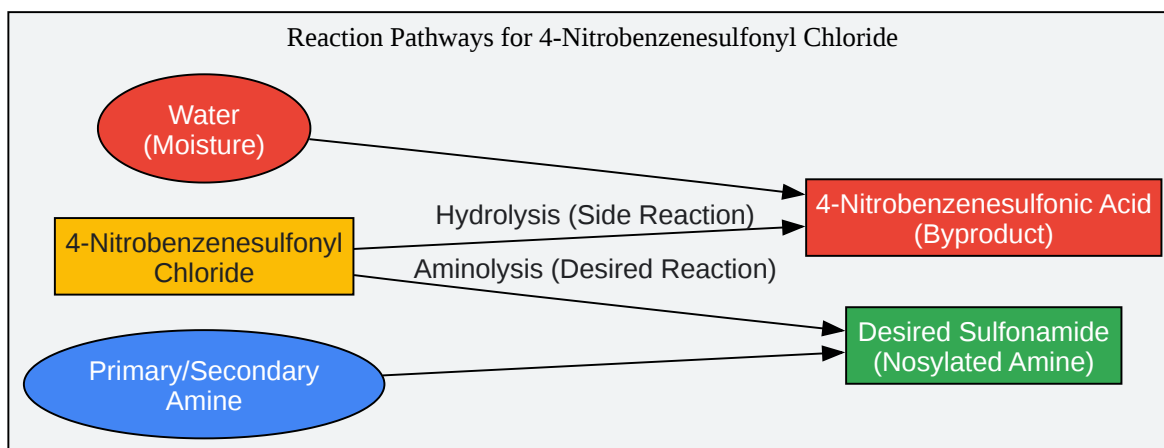 Reaction Pathways for 4-Nitrobenzenesulfonyl Chloride
Water
(Moisture)
4-Nitrobenzenesulfonic Acid
(Byproduct)
Hydrolysis (Side Reaction)
4-Nitrobenzenesulfonyl
Chloride
Aminolysis (Desired Reaction)
Desired Sulfonamide
(Nosylated Amine)
Primary/Secondary
Amine